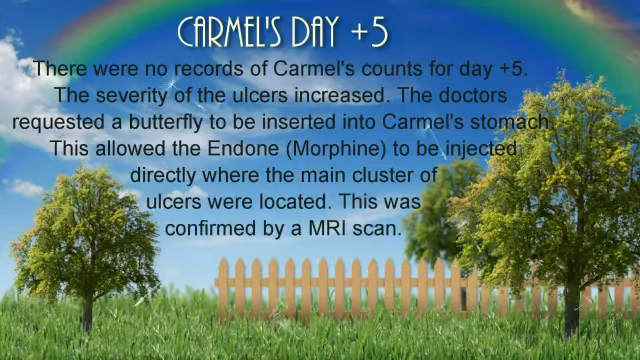 CARMEL'S DAY +5
There were no records of Carmel's counts for day +5.
The severity of the ulcers increased. The doctors
requested a butterfly to be inserted into Carmel's stomach.
This allowed the Endone (Morphine) to be injected
directly where the main cluster of
ulcers were located. This was
confirmed by a MRI scan.